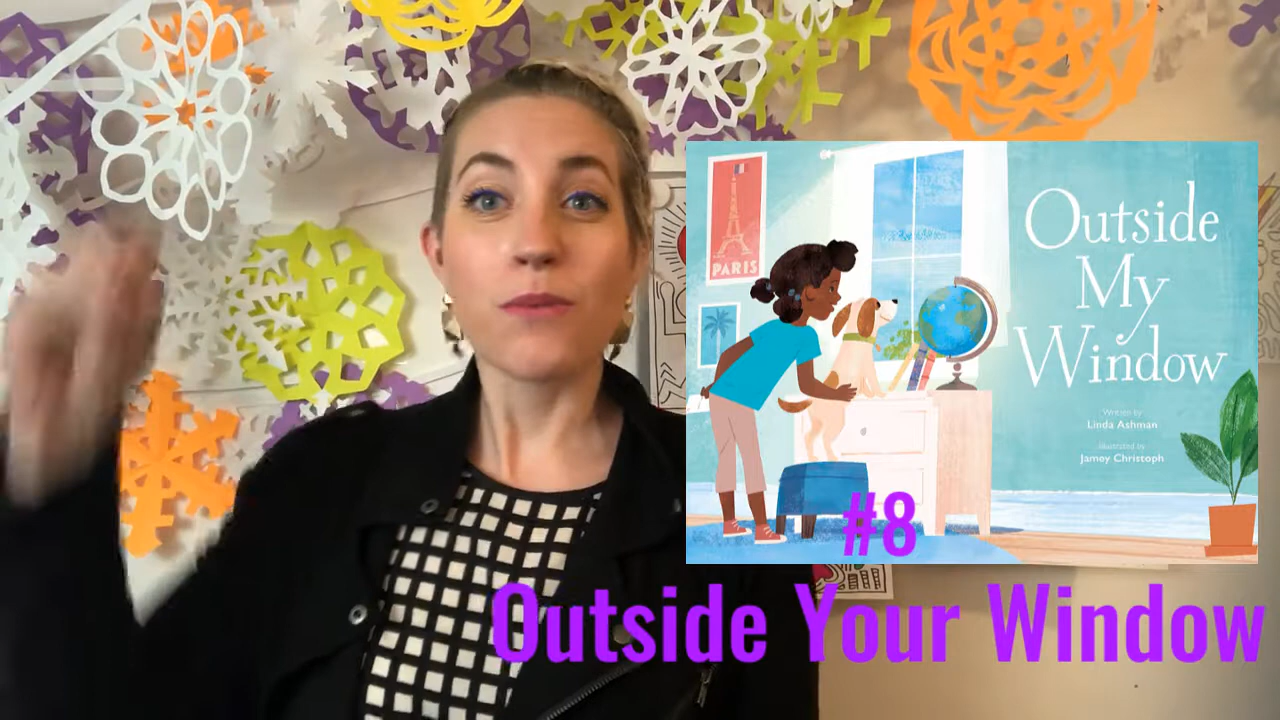 PARIS
Outside
My
Window
Written by
Linda Ashman
Illustrated by
Jamey Christoph
#8
Outside Your Window